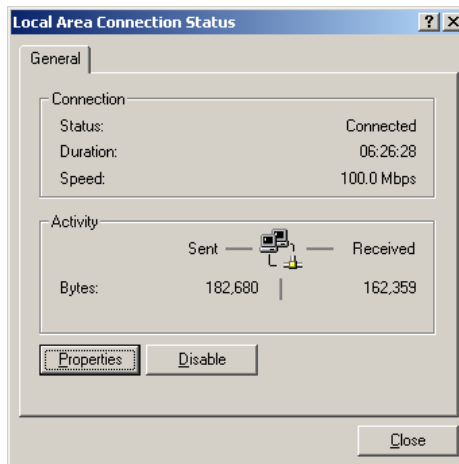 Local Area Connection Status
? X
General
Connection
Status: Connected
Duration: 06:26:28
Speed: 100.0 Mbps
Activity
Sent — — Received
Bytes: 182,680 | 162,359
Properties Disable
Close